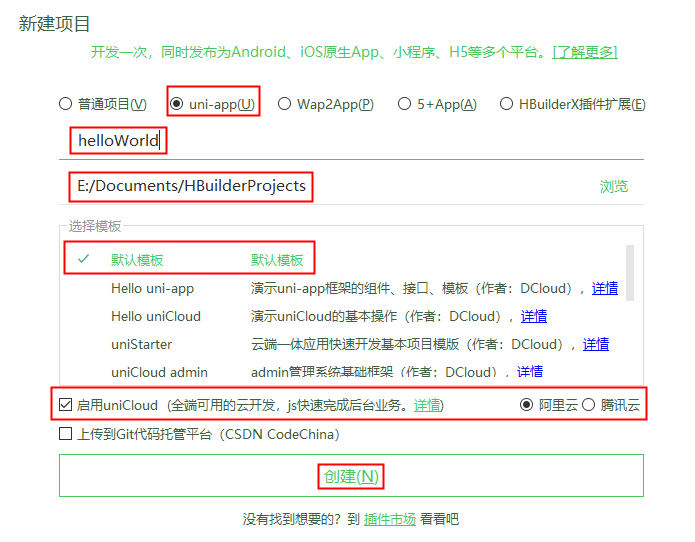 新建项目
开发一次，同时发布为Android、iOS原生App、小程序、H5等多个平台。[了解更多]
普通项目(V) uni-app(U) Wap2App(P) 5+App(A) HBuilderX插件扩展(E)
helloWorld
E:/Documents/HBuilderProjects 浏览
选择模板
默认模板 默认模板
Hello uni-app 演示uni-app框架的组件、接口、模板（作者：DCloud），详情
Hello uniCloud 演示uniCloud的基本操作（作者：DCloud），详情
uniStarter 云端一体应用快速开发基本项目模版（作者：DCloud），详情
uniCloud admin admin管理系统基础框架（作者：DCloud），详情
启用uniCloud（全端可用的云开发，js快速完成后台业务。详情) 阿里云 腾讯云
上传到Git代码托管平台（CSDN CodeChina）
创建(N)
没有找到想要的？到 插件市场 看看吧